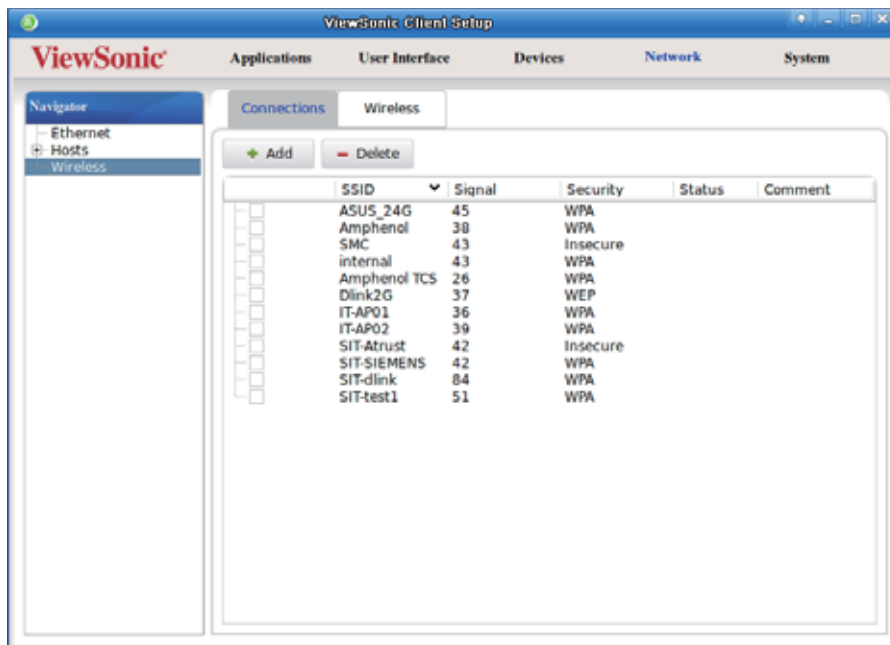 ViewSonic Client Setup
ViewSonic® Applications User Interface Devices Network System
Navigator
Ethernet
Hosts
Wireless
Connections Wireless
+ Add - Delete
SSID Signal Security Status Comment
ASUS_24G 45 WPA
Amphenol 38 WPA
SMC 43 Insecure
internal 43 WPA
Amphenol TCS 26 WPA
Dlink2G 37 WEP
IT-AP01 36 WPA
IT-AP02 39 WPA
SIT-Atrust 42 Insecure
SIT-SIEMENS 42 WPA
SIT-dlink 84 WPA
SIT-test1 51 WPA